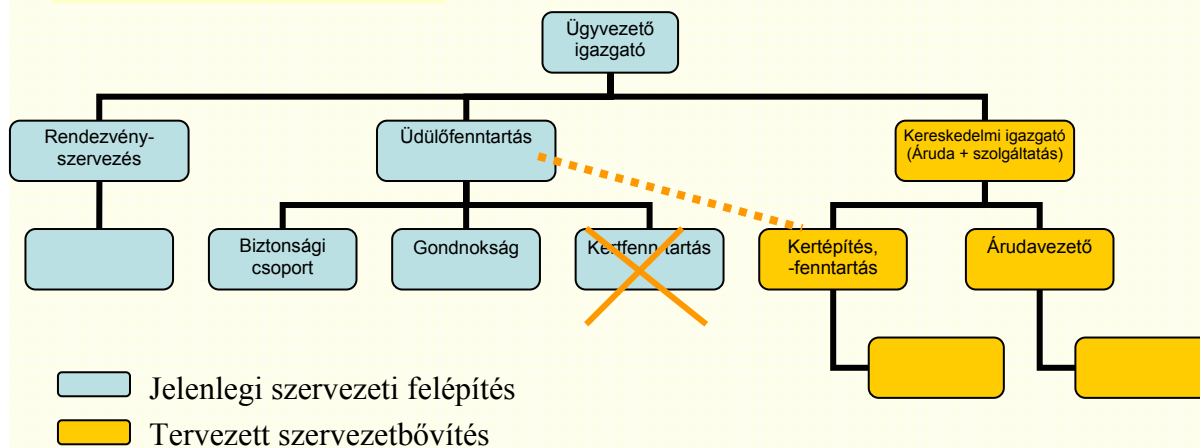 Ügyvezető
igazgató
Rendezvény-
szervezés
Üdülőfenntartás
Kereskedelmi igazgató
(Áruda + szolgáltatás)
Biztonsági
csoport
Gondnokság
Kertfenntartás
Kertépítés,
-fenntartás
Árudavezető
Jelenlegi szervezeti felépítés
Tervezett szervezetbővítés